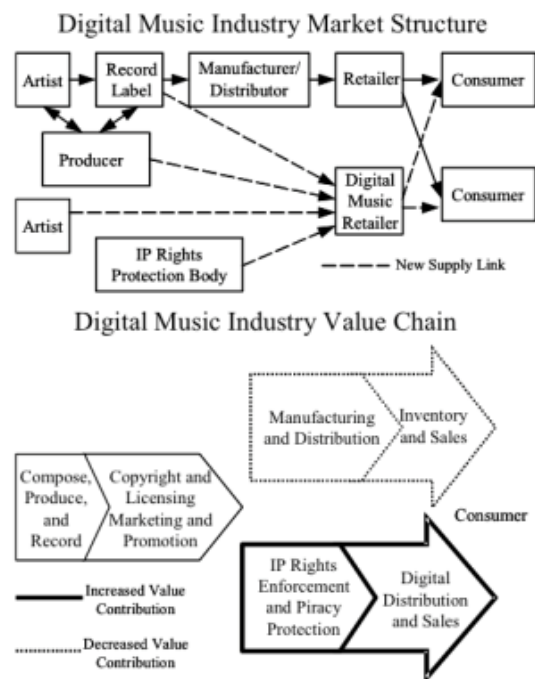 Digital Music Industry Market Structure
Artist
Record
Label
Manufacturer/
Distributor
Retailer
Consumer
Producer
Digital
Music
Retailer
Consumer
Artist
IP Rights
Protection Body
New Supply Link
Digital Music Industry Value Chain
Manufacturing
and Distribution
Inventory
and Sales
Compose,
Produce,
and
Record
Copyright and
Licensing
Marketing and
Promotion
Consumer
IP Rights
Enforcement
and Piracy
Protection
Digital
Distribution
and Sales
Increased Value
Contribution
Decreased Value
Contribution